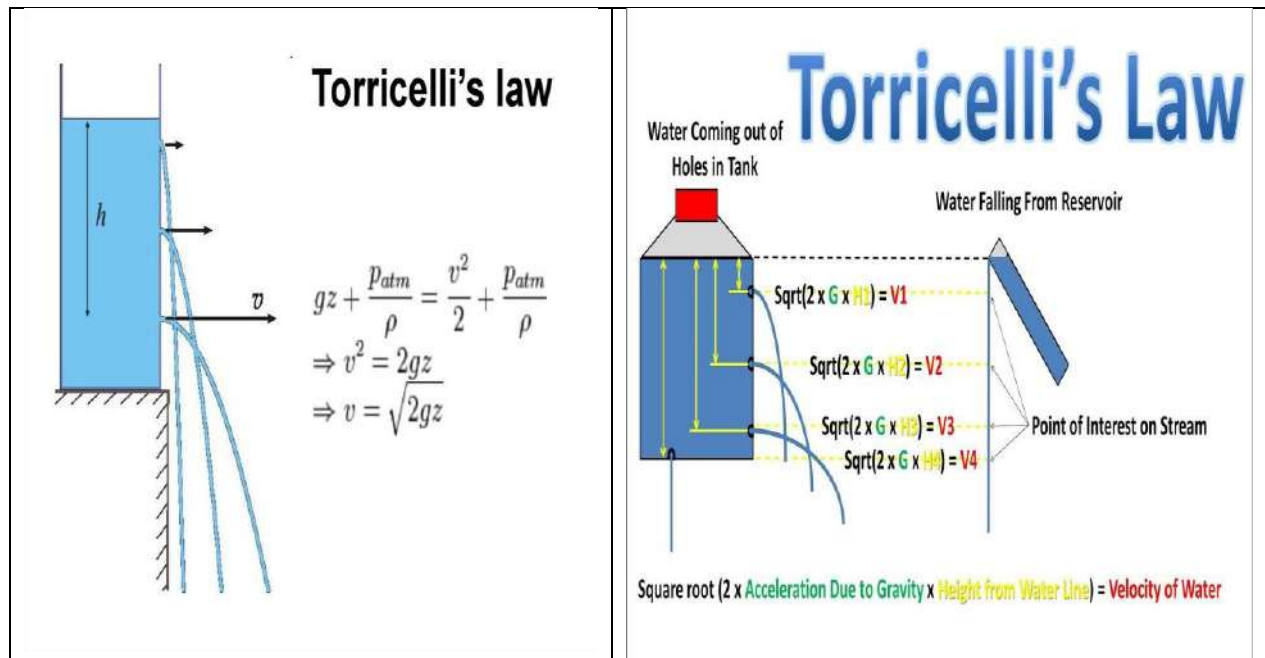 Torricelli's law
h
v
gz + p_atm/ρ = v²/2 + p_atm/ρ
⇒ v² = 2gz
⇒ v = √2gz
Torricelli's Law
Water Coming out of
Holes in Tank
Water Falling From Reservoir
Sqrt(2 x G x H1) = V1
Sqrt(2 x G x H2) = V2
Sqrt(2 x G x H3) = V3
Point of Interest on Stream
Sqrt(2 x G x H4) = V4
Square root (2 x Acceleration Due to Gravity x Height from Water Line) = Velocity of Water